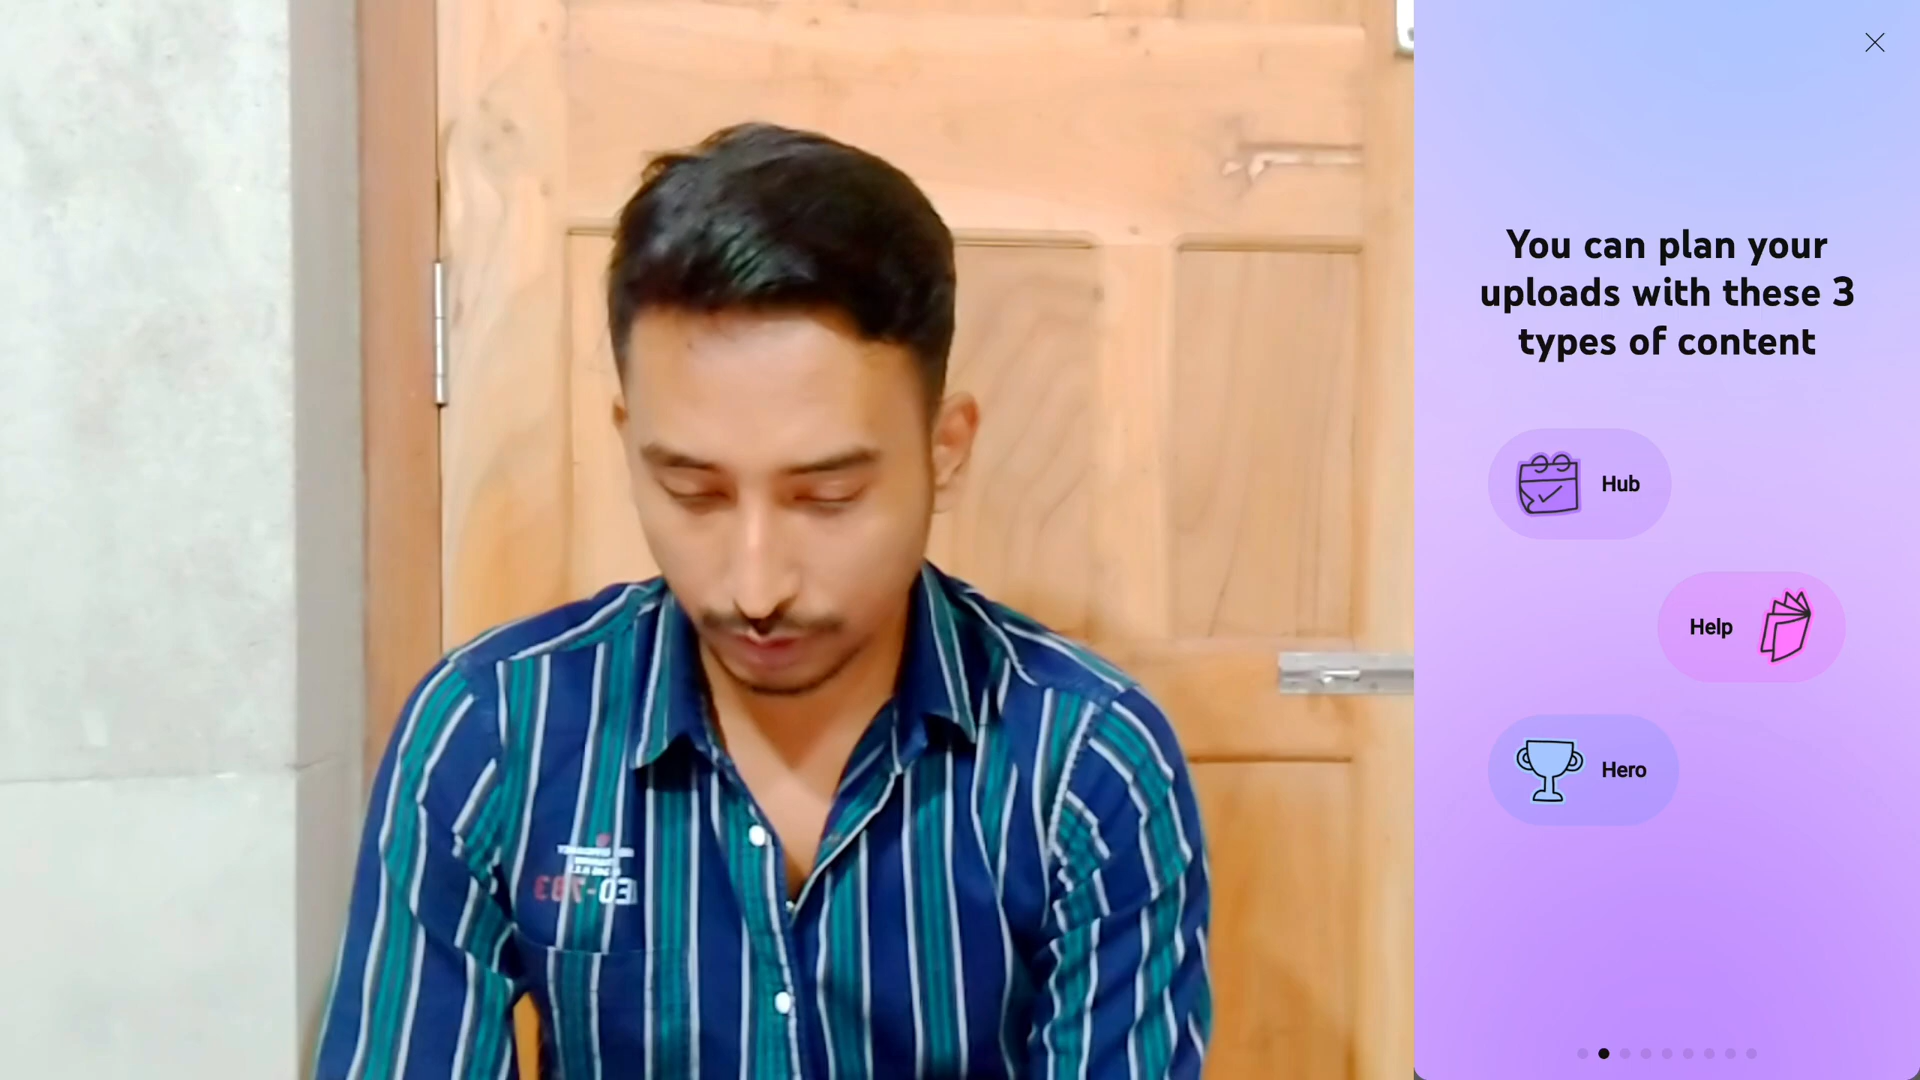 You can plan your
uploads with these 3
types of content
Hub
Help
Hero